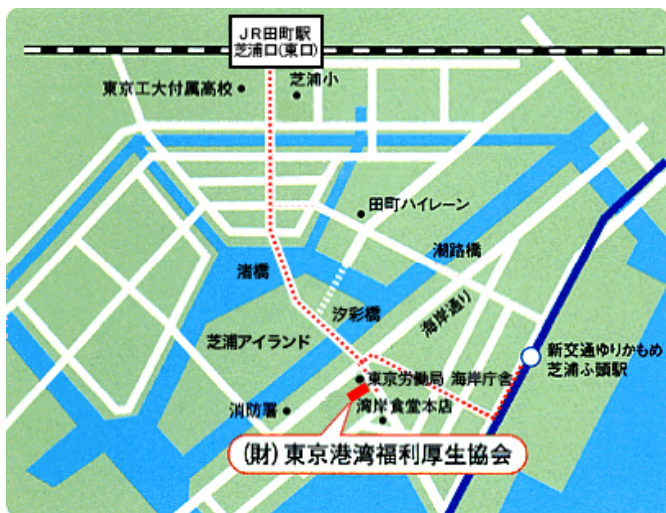 JR田町駅
芝浦口(東口)
東京工大付属高校
芝浦小
田町ハイレーン
潮路橋
渚橋
汐彩橋
海岸通り
芝浦アイランド
新交通ゆりかもめ
芝浦ふ頭駅
東京労働局 海岸庁舎
消防署
湾岸食堂本店
(財)東京港湾福利厚生協会